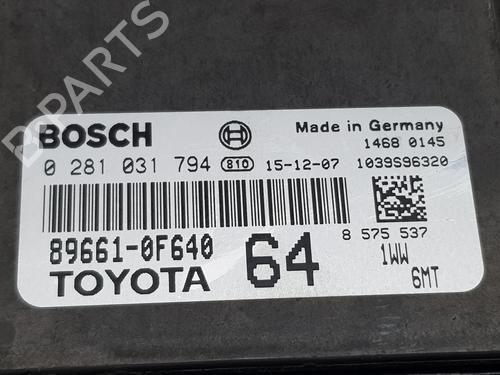 B PARTS
BOSCH
Made in Germany
1468 0145
0 281 031 794 810 15-12-07 1039S96320
89661-0F640
64
8 575 537
TOYOTA
1WW
6MT